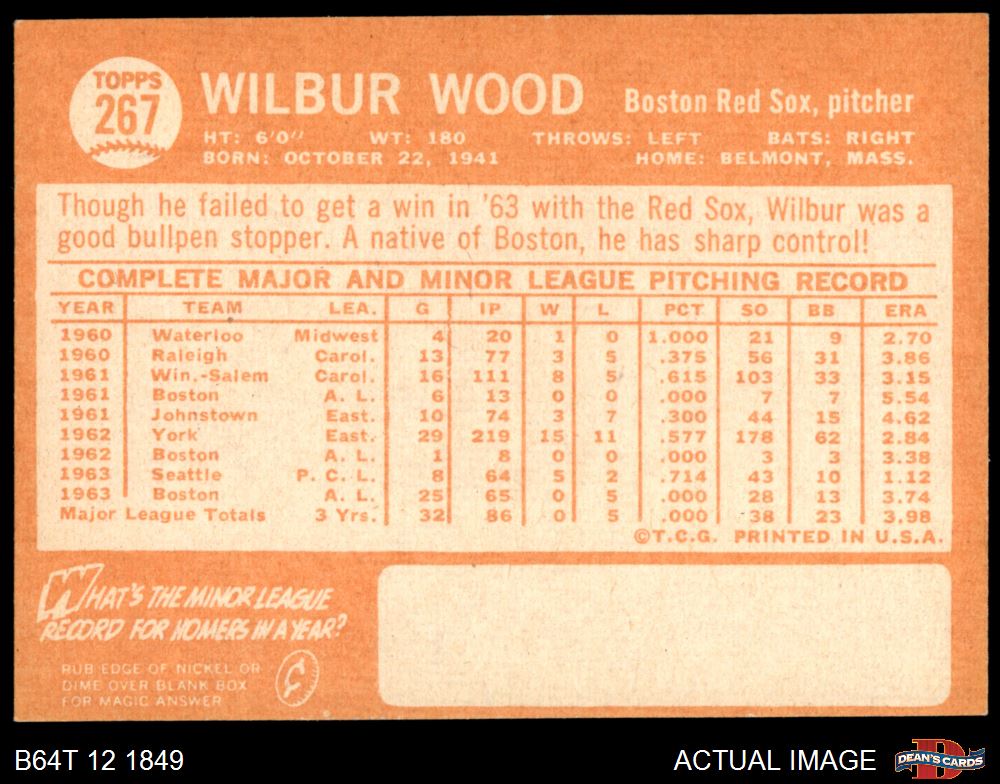 TOPPS
267
WILBUR WOOD Boston Red Sox, pitcher
HT: 6'0" WT: 180 THROWS: LEFT BATS: RIGHT
BORN: OCTOBER 22, 1941 HOME: BELMONT, MASS.
Though he failed to get a win in '63 with the Red Sox, Wilbur was a
good bullpen stopper. A native of Boston, he has sharp control!
COMPLETE MAJOR AND MINOR LEAGUE PITCHING RECORD
YEAR TEAM LEA. G IP W L PCT SO BB ERA
1960 Waterloo Midwest 4 20 1 0 1.000 21 9 2.70
1960 Raleigh Carol. 13 77 3 5 .375 56 31 3.86
1961 Win.-Salem Carol. 16 111 8 5 .615 103 33 3.15
1961 Boston A. L. 6 13 0 0 .000 7 7 5.54
1961 Johnstown East. 10 74 3 7 .300 44 15 4.62
1962 York East. 29 219 15 11 .577 178 62 2.84
1962 Boston A. L. 1 8 0 0 .000 3 3 3.38
1963 Seattle P. C. L. 8 64 5 2 .714 43 10 1.12
1963 Boston A. L. 25 65 0 5 .000 28 13 3.74
Major League Totals 3 Yrs. 32 86 0 5 .000 38 23 3.98
©T.C.G. PRINTED IN U.S.A.
WHAT'S THE MINOR LEAGUE
RECORD FOR HOMERS IN A YEAR?
RUB EDGE OF NICKEL OR
DIME OVER BLANK BOX
FOR MAGIC ANSWER
B64T 12 1849 ACTUAL IMAGE
DEAN'S CARDS